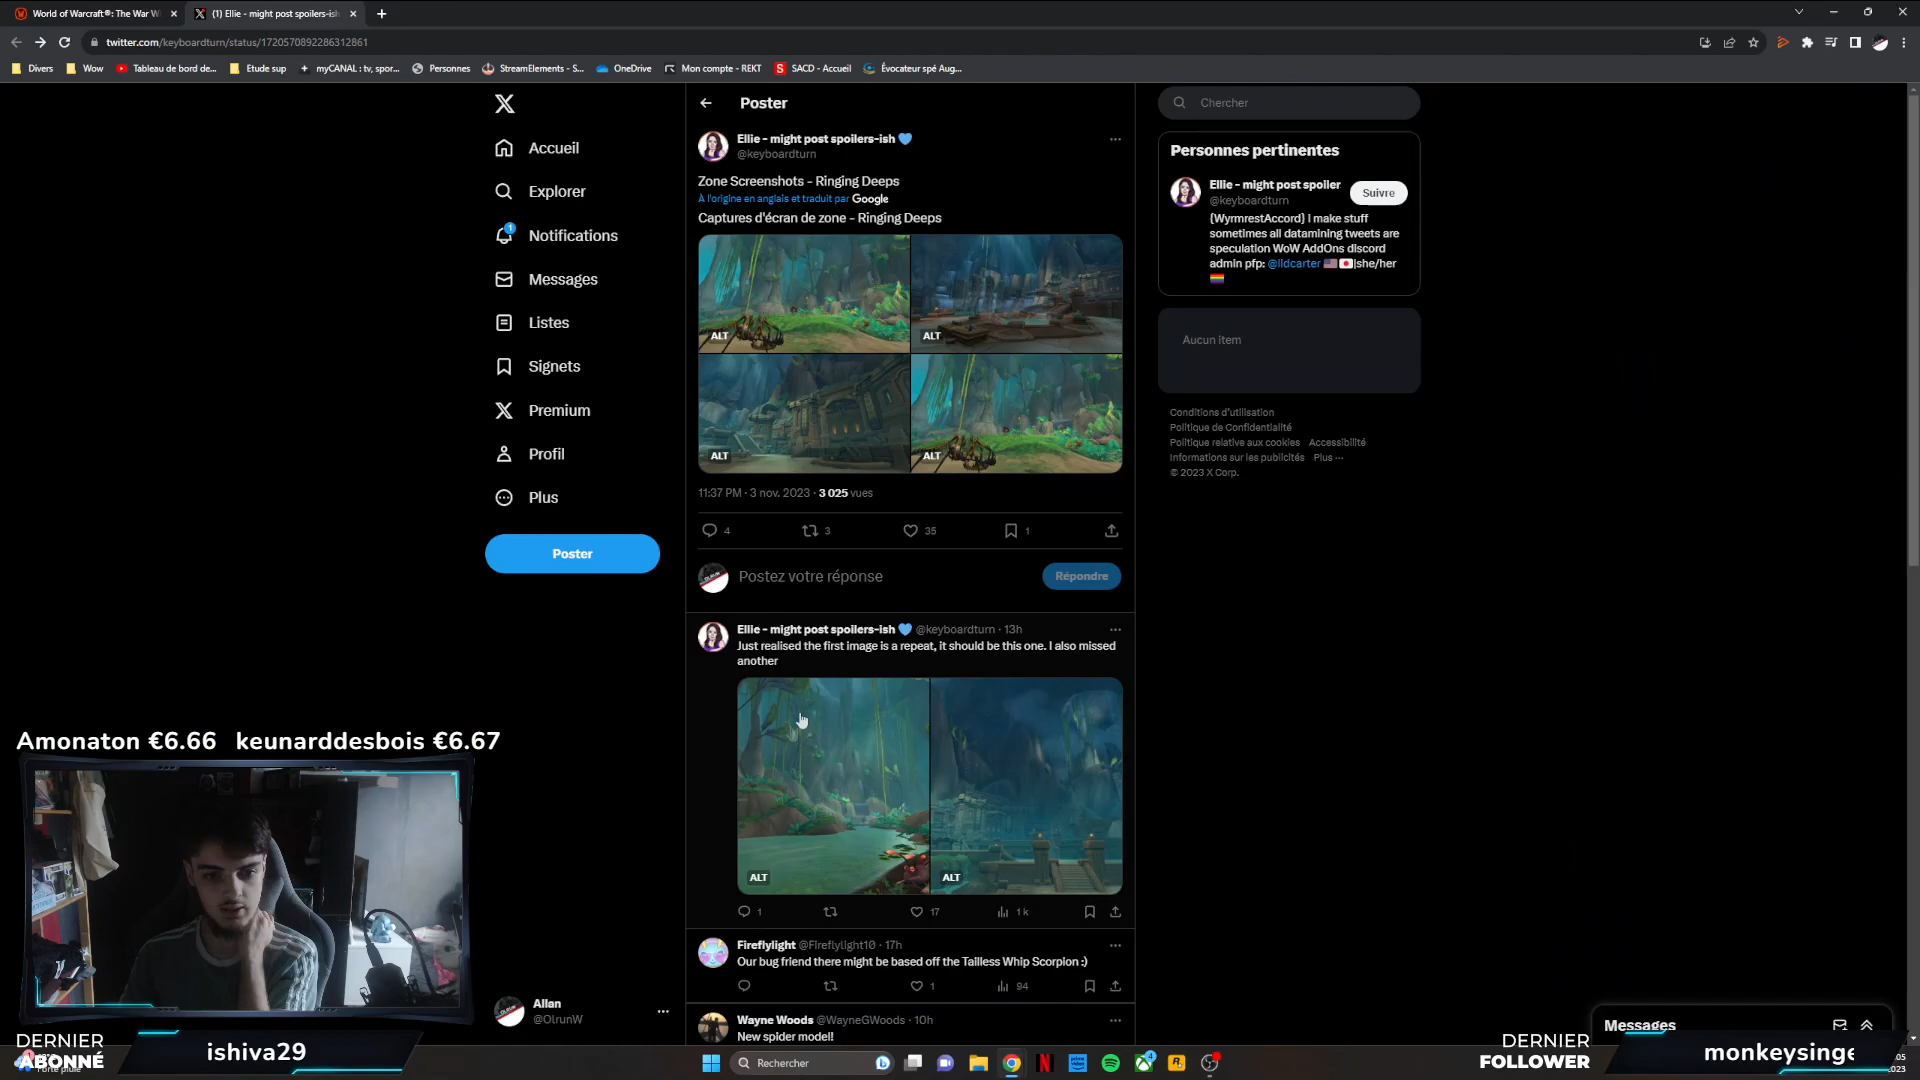 World of Warcraft®: The War W
(1) Ellie - might post spoilers-ish
twitter.com/keyboardturn/status/1720570892286312861
Divers
Wow
Tableau de bord de...
Etude sup
myCANAL : tv, spor...
Personnes
StreamElements - S...
OneDrive
Mon compte - REKT
SACD - Accueil
Évocateur spé Aug...
Accueil
Explorer
1
Notifications
Messages
Listes
Signets
Premium
Profil
Plus
Poster
Allan
@OlrunW
Poster
Ellie - might post spoilers-ish
@keyboardturn
Zone Screenshots - Ringing Deeps
À l'origine en anglais et traduit par Google
Captures d'écran de zone - Ringing Deeps
ALT
ALT
ALT
ALT
11:37 PM · 3 nov. 2023 · 3 025 vues
4
3
35
1
Postez votre réponse
Répondre
Ellie - might post spoilers-ish @keyboardturn · 13h
Just realised the first image is a repeat, it should be this one. I also missed
another
ALT
ALT
1
17
1 k
Fireflylight @Fireflylight10 · 17h
Our bug friend there might be based off the Tailless Whip Scorpion :)
1
94
Wayne Woods @WayneGWoods · 10h
New spider model!
Chercher
Personnes pertinentes
Ellie - might post spoiler
@keyboardturn
Suivre
{WyrmrestAccord} I make stuff
sometimes all datamining tweets are
speculation WoW AddOns discord
admin pfp: @lldcarter |she/her
Aucun item
Conditions d'utilisation
Politique de Confidentialité
Politique relative aux cookies Accessibilité
Informations sur les publicités Plus ···
© 2023 X Corp.
Messages
Amonaton €6.66 keunarddesbois €6.67
DERNIER
ABONNÉ
ishiva29
Rechercher
4
DERNIER
FOLLOWER
monkeysinge